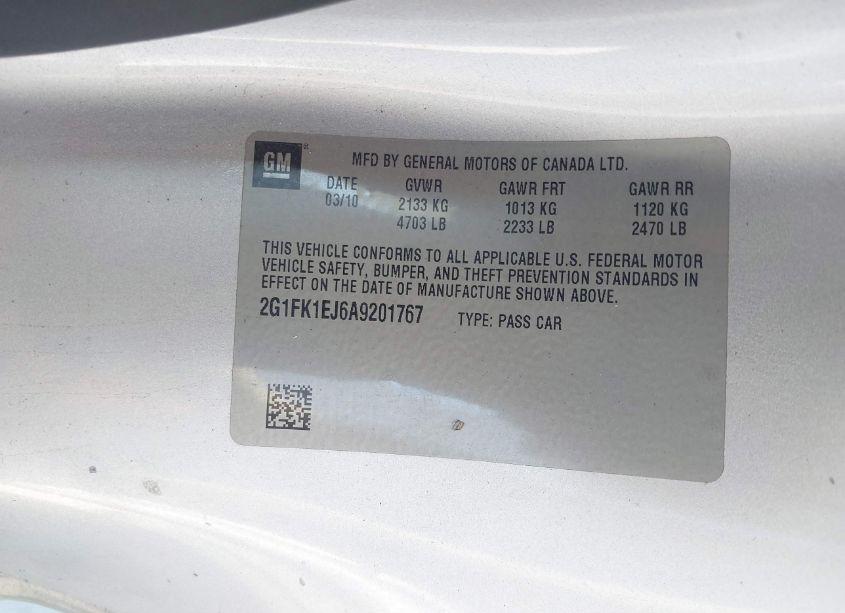 GM MFD BY GENERAL MOTORS OF CANADA LTD.
DATE GVWR GAWR FRT GAWR RR
03/10 2133 KG 1013 KG 1120 KG
4703 LB 2233 LB 2470 LB
THIS VEHICLE CONFORMS TO ALL APPLICABLE U.S. FEDERAL MOTOR
VEHICLE SAFETY, BUMPER, AND THEFT PREVENTION STANDARDS IN
EFFECT ON THE DATE OF MANUFACTURE SHOWN ABOVE.
2G1FK1EJ6A9201767 TYPE: PASS CAR